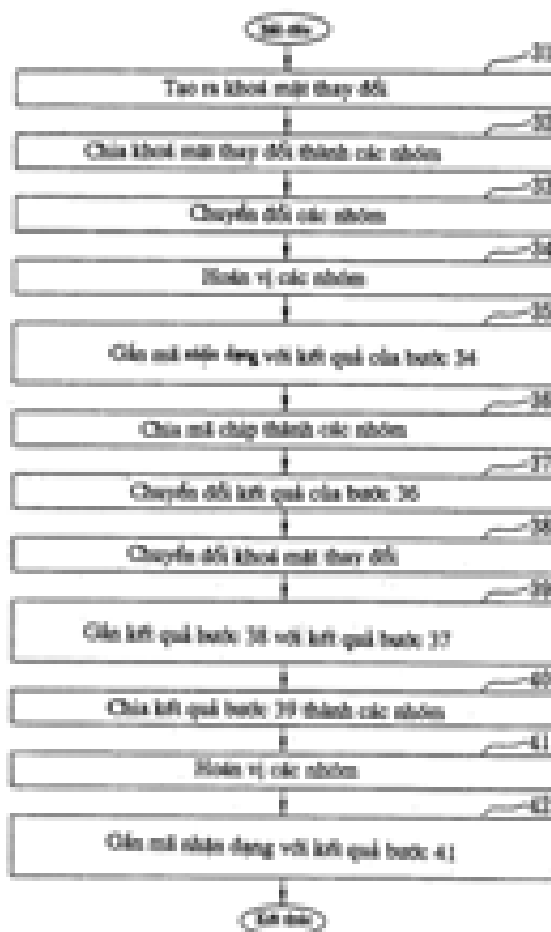 Bắt đầu
31
Tạo ra khoá mật thay đổi
32
Chia khoá mật thay đổi thành các nhóm
33
Chuyển đổi các nhóm
34
Hoán vị các nhóm
35
Gắn mã nhận dạng với kết quả của bước 34
36
Chia mã chip thành các nhóm
37
Chuyển đổi kết quả của bước 36
38
Chuyển đổi khoá mật thay đổi
39
Gắn kết quả bước 38 với kết quả bước 37
40
Chia kết quả bước 39 thành các nhóm
41
Hoán vị các nhóm
42
Gắn mã nhận dạng với kết quả bước 41
Kết thúc